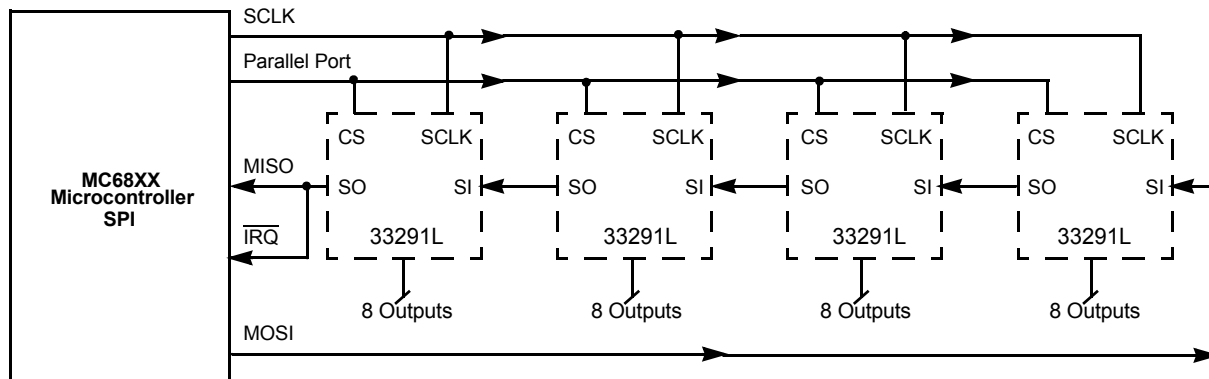 SCLK
Parallel Port
CS SCLK
CS SCLK
CS SCLK
CS SCLK
MC68XX
Microcontroller
SPI
MISO
SO SI
SO SI
SO SI
SO SI
IRQ
33291L
33291L
33291L
33291L
8 Outputs
8 Outputs
8 Outputs
8 Outputs
MOSI